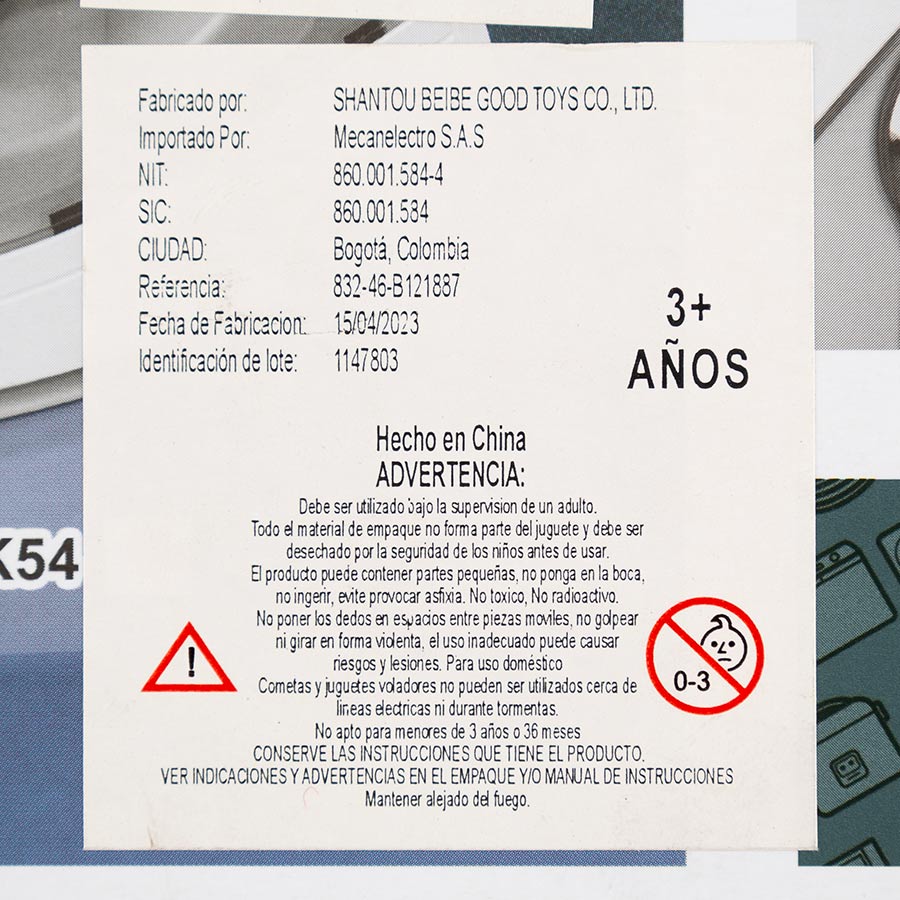 Fabricado por: SHANTOU BEIBE GOOD TOYS CO., LTD.
Importado Por: Mecanelectro S.A.S
NIT: 860.001.584-4
SIC: 860.001.584
CIUDAD: Bogotá, Colombia
Referencia: 832-46-B121887
Fecha de Fabricacion: 15/04/2023
Identificación de lote: 1147803
3+
AÑOS
Hecho en China
ADVERTENCIA:
Debe ser utilizado bajo la supervision de un adulto.
Todo el material de empaque no forma parte del juguete y debe ser
desechado por la seguridad de los niños antes de usar.
El producto puede contener partes pequeñas, no ponga en la boca,
no ingerir, evite provocar asfixia. No toxico, No radioactivo.
No poner los dedos en espacios entre piezas moviles, no golpear
ni girar en forma violenta, el uso inadecuado puede causar
riesgos y lesiones. Para uso doméstico
Cometas y juguetes voladores no pueden ser utilizados cerca de
lineas electricas ni durante tormentas.
No apto para menores de 3 años o 36 meses
CONSERVE LAS INSTRUCCIONES QUE TIENE EL PRODUCTO.
VER INDICACIONES Y ADVERTENCIAS EN EL EMPAQUE Y/O MANUAL DE INSTRUCCIONES
Mantener alejado del fuego.
!
0-3
K54